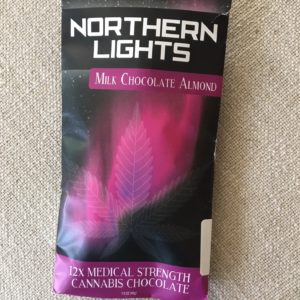 NORTHERN
LIGHTS
MILK CHOCOLATE ALMOND
12X MEDICAL STRENGTH
CANNABIS CHOCOLATE